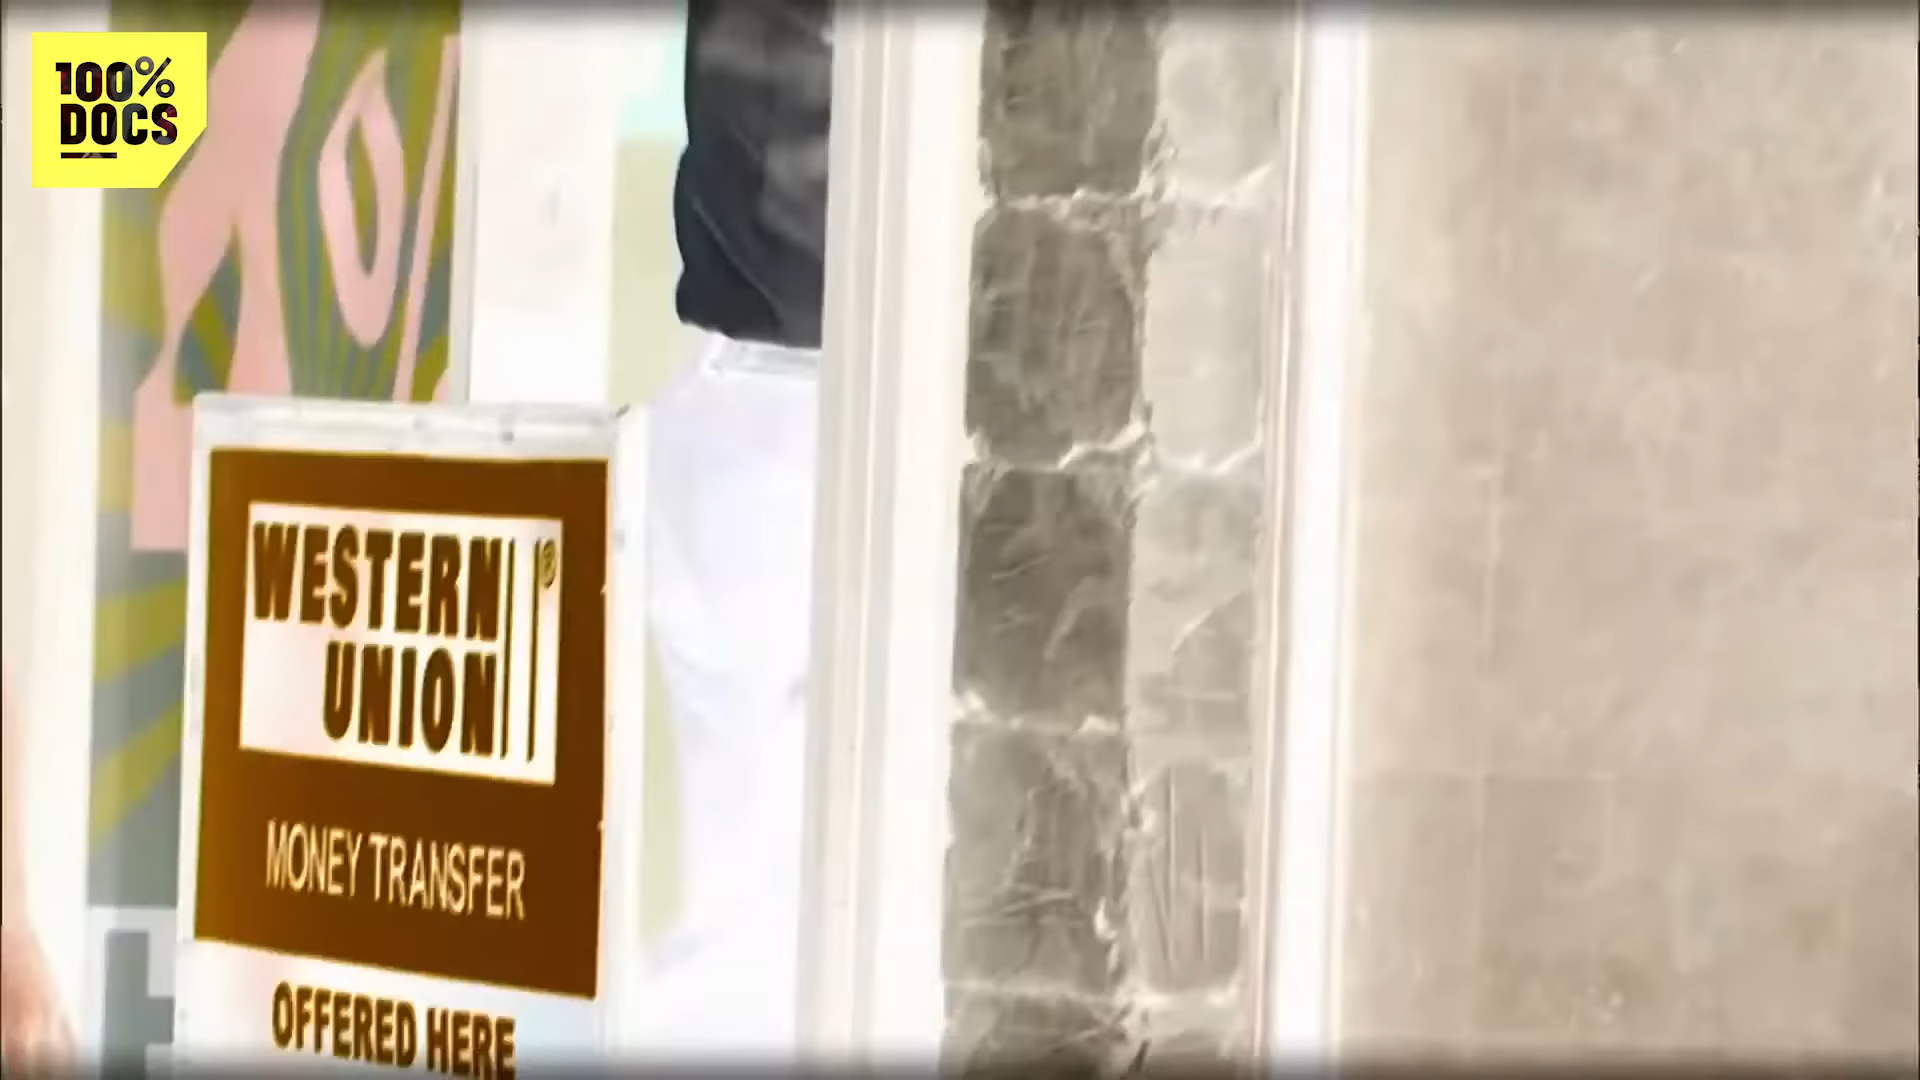 100%
DOCS
WESTERN
UNION®
MONEY TRANSFER
OFFERED HERE